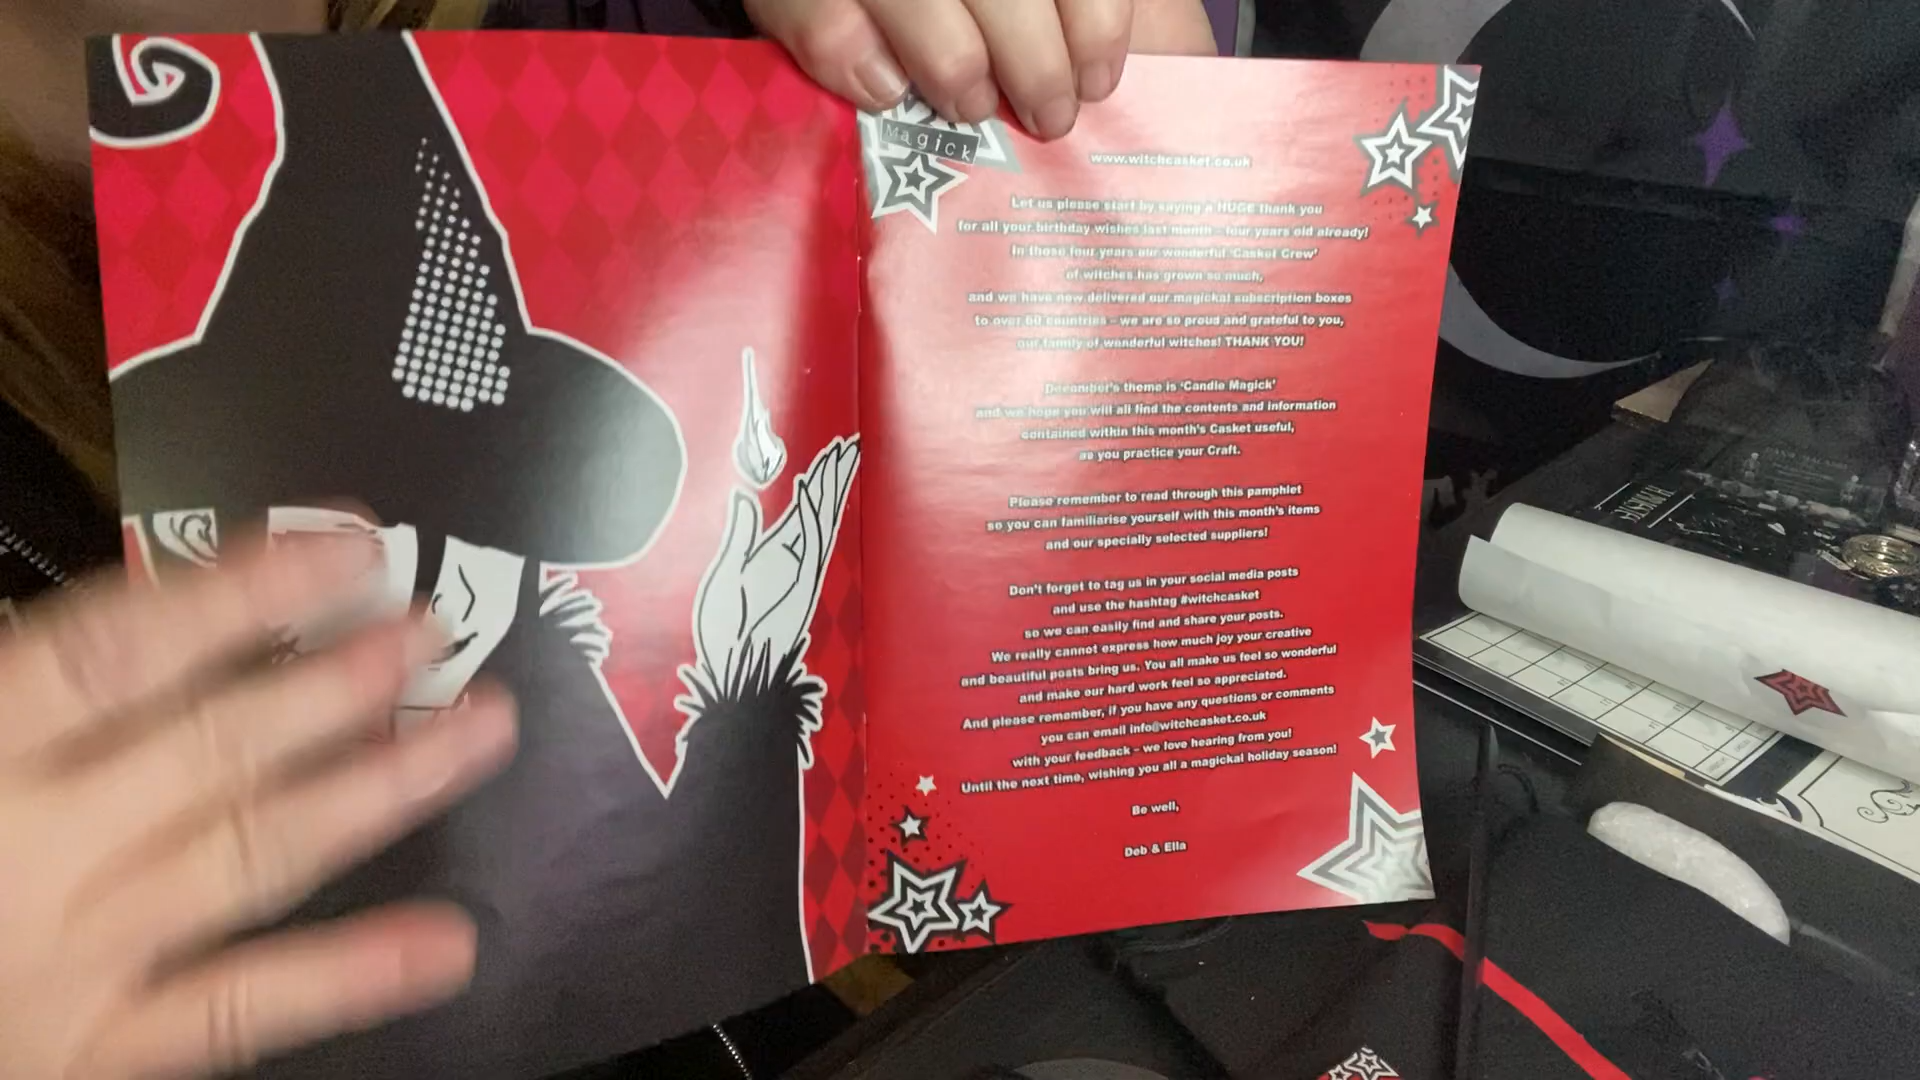 Magick
www.witchcasket.co.uk
Let us please start by saying a HUGE thank you
for all your birthday wishes last month - four years old already!
In those four years our wonderful 'Casket Crew'
of witches has grown so much,
and we have now delivered our magickal subscription boxes
to over 60 countries - we are so proud and grateful to you,
our family of wonderful witches! THANK YOU!
December's theme is 'Candle Magick'
and we hope you will all find the contents and information
contained within this month's Casket useful,
as you practice your Craft.
Please remember to read through this pamphlet
so you can familiarise yourself with this month's items
and our specially selected suppliers!
Don't forget to tag us in your social media posts
and use the hashtag #witchcasket
so we can easily find and share your posts.
We really cannot express how much joy your creative
and beautiful posts bring us. You all make us feel so wonderful
and make our hard work feel so appreciated.
And please remember, if you have any questions or comments
you can email info@witchcasket.co.uk
with your feedback - we love hearing from you!
Until the next time, wishing you all a magickal holiday season!
Be well,
Deb & Ella